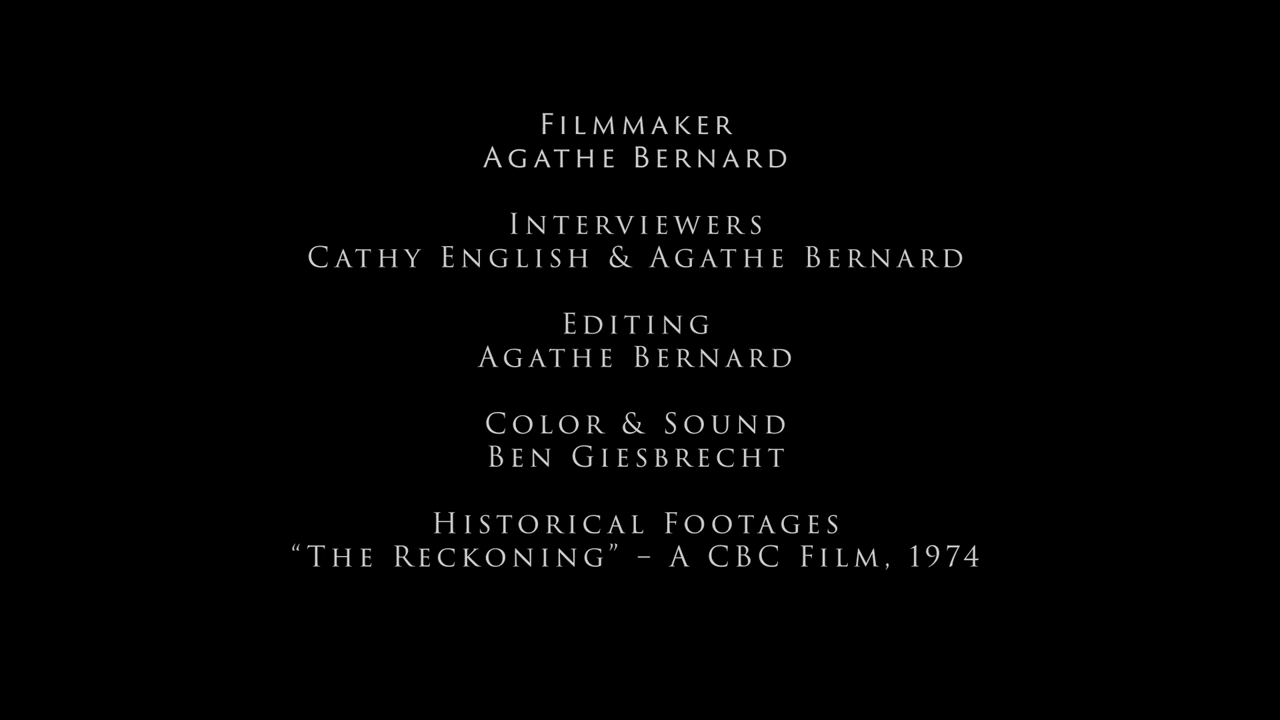 Filmmaker
Agathe Bernard
Interviewers
Cathy English & Agathe Bernard
Editing
Agathe Bernard
Color & Sound
Ben Giesbrecht
Historical Footages
“The Reckoning” – A CBC Film, 1974